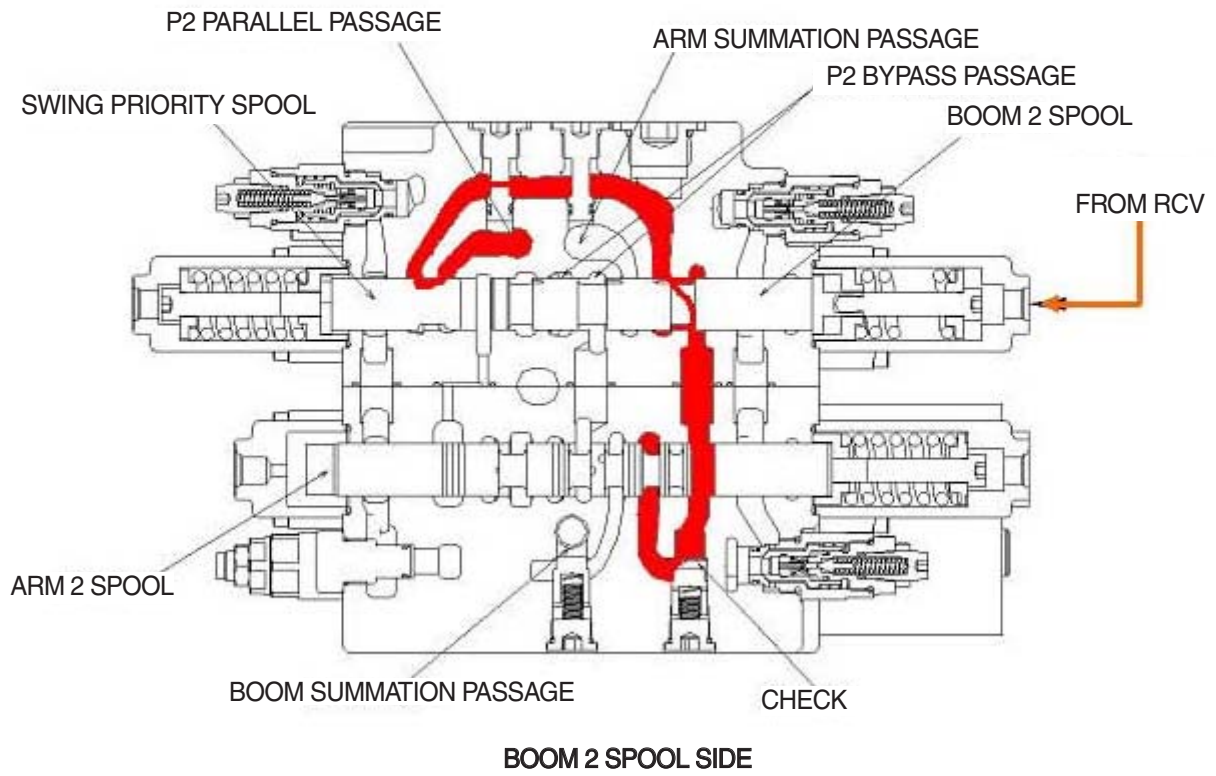 P2 PARALLEL PASSAGE
ARM SUMMATION PASSAGE
P2 BYPASS PASSAGE
SWING PRIORITY SPOOL
BOOM 2 SPOOL
FROM RCV
ARM 2 SPOOL
BOOM SUMMATION PASSAGE
CHECK
BOOM 2 SPOOL SIDE